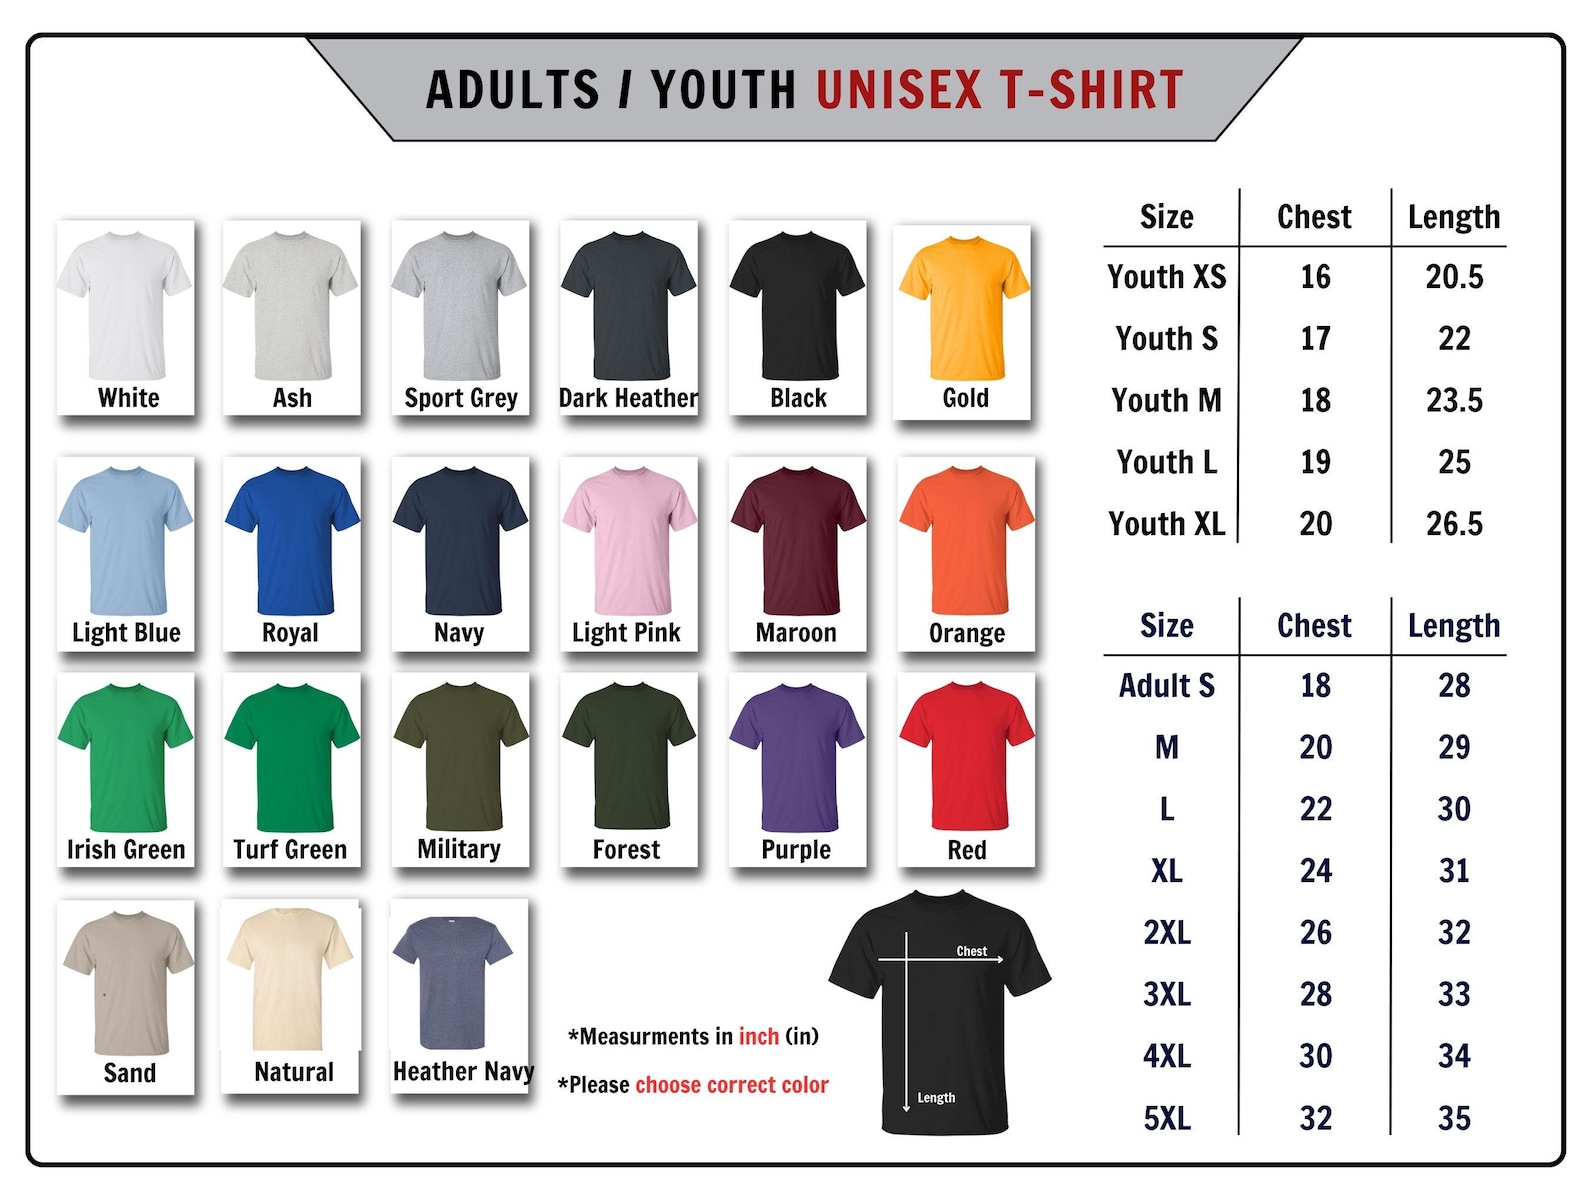 ADULTS / YOUTH UNISEX T-SHIRT
White
Ash
Sport Grey
Dark Heather
Black
Gold
Light Blue
Royal
Navy
Light Pink
Maroon
Orange
Irish Green
Turf Green
Military
Forest
Purple
Red
Sand
Natural
Heather Navy
*Measurments in inch (in)
*Please choose correct color
Chest
Length
Size Chest Length
Youth XS 16 20.5
Youth S 17 22
Youth M 18 23.5
Youth L 19 25
Youth XL 20 26.5
Size Chest Length
Adult S 18 28
M 20 29
L 22 30
XL 24 31
2XL 26 32
3XL 28 33
4XL 30 34
5XL 32 35